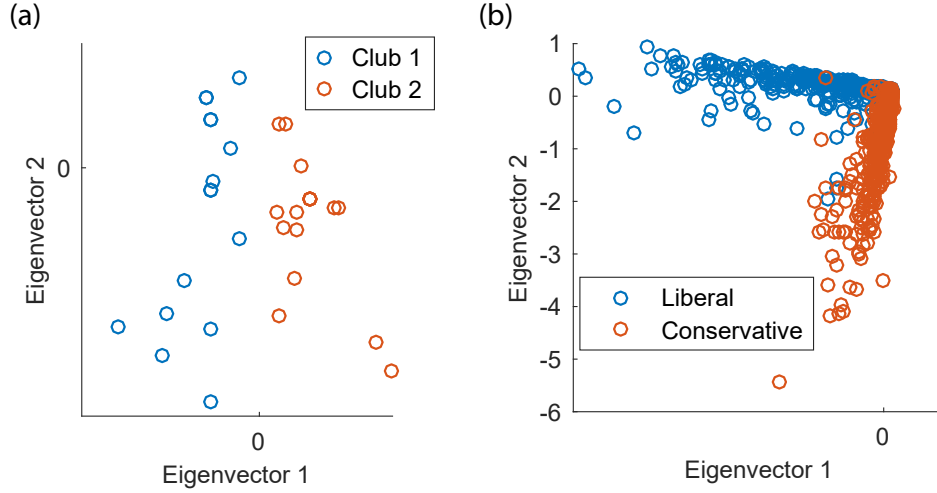 (a)
Club 1
Club 2
0
Eigenvector 2
0
Eigenvector 1
(b)
1
0
-1
-2
-3
-4
-5
-6
Eigenvector 2
Liberal
Conservative
0
Eigenvector 1